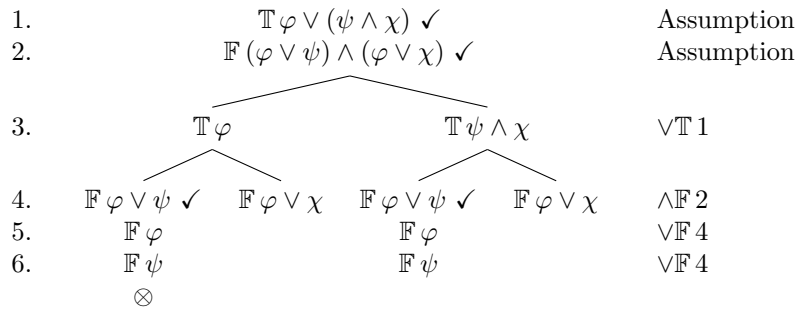 1. 𝕋 φ ∨ (ψ ∧ χ) ✓ Assumption
2. 𝔽 (φ ∨ ψ) ∧ (φ ∨ χ) ✓ Assumption
3. 𝕋 φ 𝕋 ψ ∧ χ ∨𝕋 1
4. 𝔽 φ ∨ ψ ✓ 𝔽 φ ∨ χ 𝔽 φ ∨ ψ ✓ 𝔽 φ ∨ χ ∧𝔽 2
5. 𝔽 φ 𝔽 φ ∨𝔽 4
6. 𝔽 ψ 𝔽 ψ ∨𝔽 4
⊗